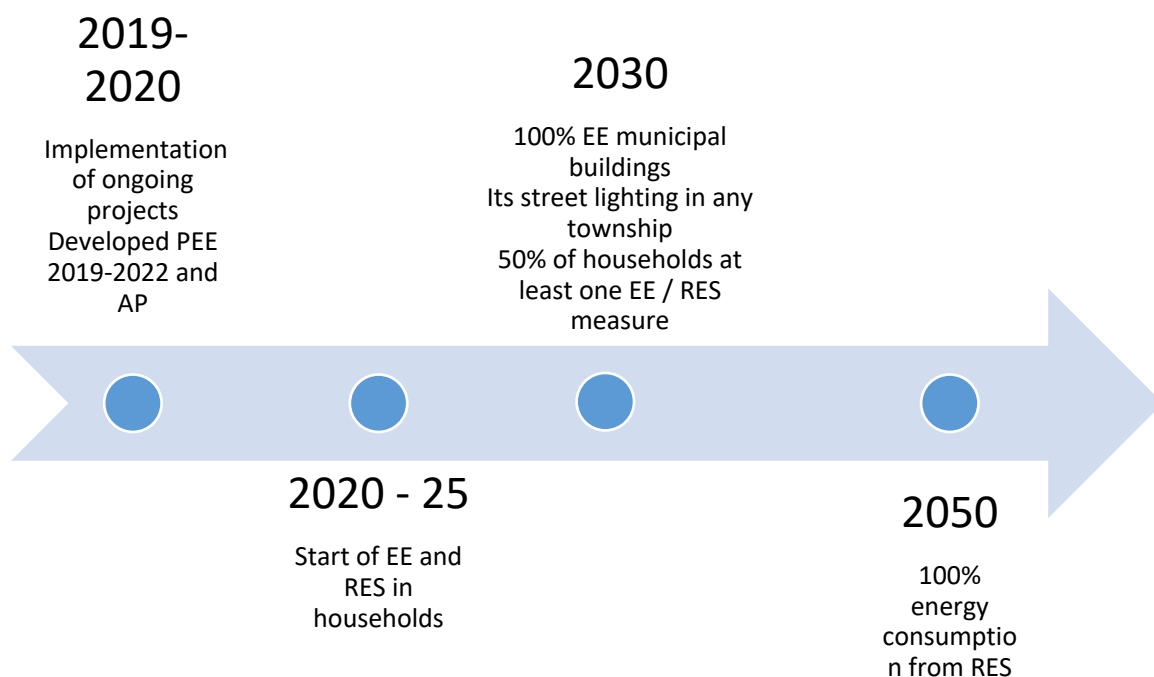 2019-
2020
Implementation
of ongoing
projects
Developed PEE
2019-2022 and
AP
2020 - 25
Start of EE and
RES in
households
2030
100% EE municipal
buildings
Its street lighting in any
township
50% of households at
least one EE / RES
measure
2050
100%
energy
consumptio
n from RES